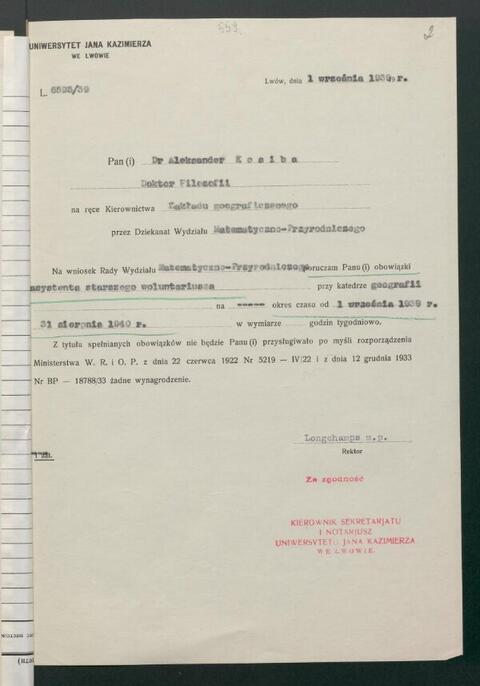 559.
2
UNIWERSYTET JANA KAZIMIERZA
WE LWOWIE
Lwów, dnia 1 września 1939 r.
L. 6595/39
Pan (i) Dr Aleksander Kosiba
Doktor Filozofii
na ręce Kierownictwa Zakładu geograficznego
przez Dziekanat Wydziału Matematyczno-Przyrodniczego
Na wniosek Rady Wydziału Matematyczno-Przyrodniczego poruczam Panu (i) obowiązki
asystenta starszego woluntariusza przy katedrze geografii
na ----- okres czasu od 1 września 1939 r.
31 sierpnia 1940 r. w wymiarze godzin tygodniowo.
Z tytułu spełnianych obowiązków nie będzie Panu (i) przysługiwało po myśli rozporządzenia
Ministerstwa W. R. i O. P. z dnia 22 czerwca 1922 Nr 5219 — IV/22 i z dnia 12 grudnia 1933
Nr BP — 18788/33 żadne wynagrodzenie.
Longchamps m.p.
Rektor
Za zgodność
KIEROWNIK SEKRETARJATU
I NOTARJUSZ
UNIWERSYTETU JANA KAZIMIERZA
WE LWOWIE.